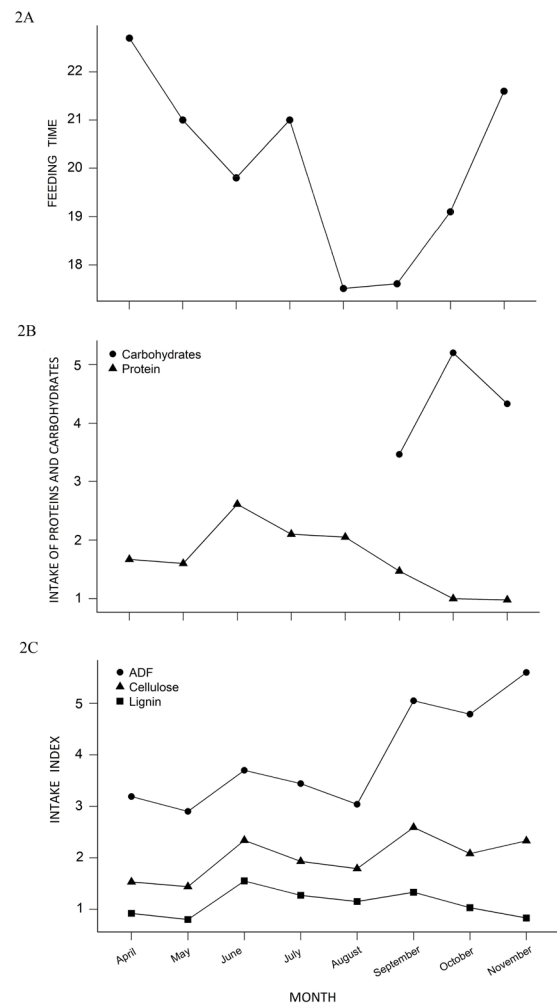 2A
22
21
20
19
18
FEEDING TIME
2B
Carbohydrates
Protein
5
4
3
2
1
INTAKE OF PROTEINS AND CARBOHYDRATES
2C
ADF
Cellulose
Lignin
5
4
3
2
1
INTAKE INDEX
April May June July August September October November
MONTH